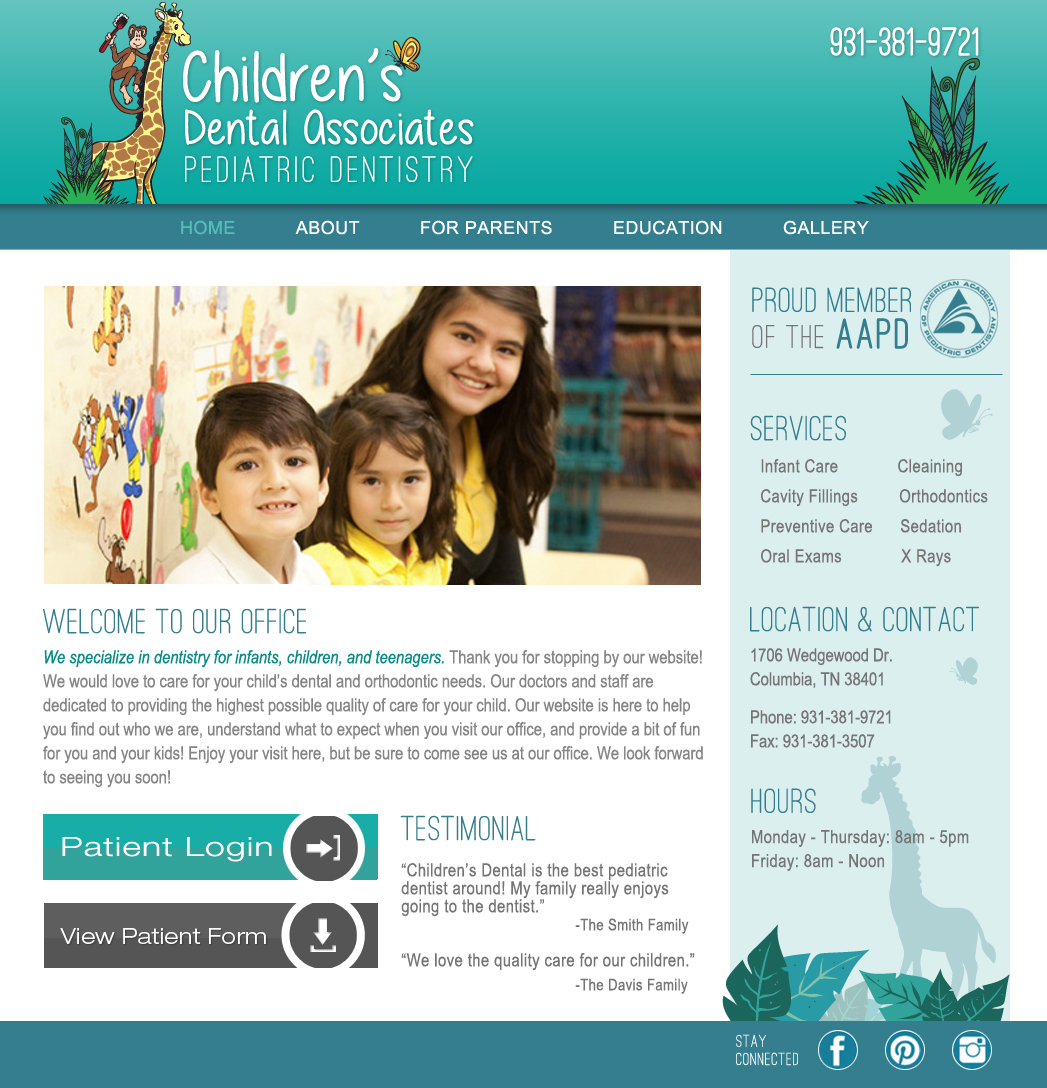 Children's
Dental Associates
PEDIATRIC DENTISTRY
931-381-9721
HOME
ABOUT
FOR PARENTS
EDUCATION
GALLERY
PROUD MEMBER
OF THE AAPD
AMERICAN ACADEMY
OF PEDIATRIC DENTISTRY
SERVICES
Infant Care
Cleaining
Cavity Fillings
Orthodontics
Preventive Care
Sedation
Oral Exams
X Rays
LOCATION & CONTACT
1706 Wedgewood Dr.
Columbia, TN 38401
Phone: 931-381-9721
Fax: 931-381-3507
HOURS
Monday - Thursday: 8am - 5pm
Friday: 8am - Noon
WELCOME TO OUR OFFICE
We specialize in dentistry for infants, children, and teenagers. Thank you for stopping by our website!
We would love to care for your child's dental and orthodontic needs. Our doctors and staff are
dedicated to providing the highest possible quality of care for your child. Our website is here to help
you find out who we are, understand what to expect when you visit our office, and provide a bit of fun
for you and your kids! Enjoy your visit here, but be sure to come see us at our office. We look forward
to seeing you soon!
Patient Login
View Patient Form
TESTIMONIAL
“Children's Dental is the best pediatric
dentist around! My family really enjoys
going to the dentist.”
-The Smith Family
“We love the quality care for our children.”
-The Davis Family
STAY
CONNECTED